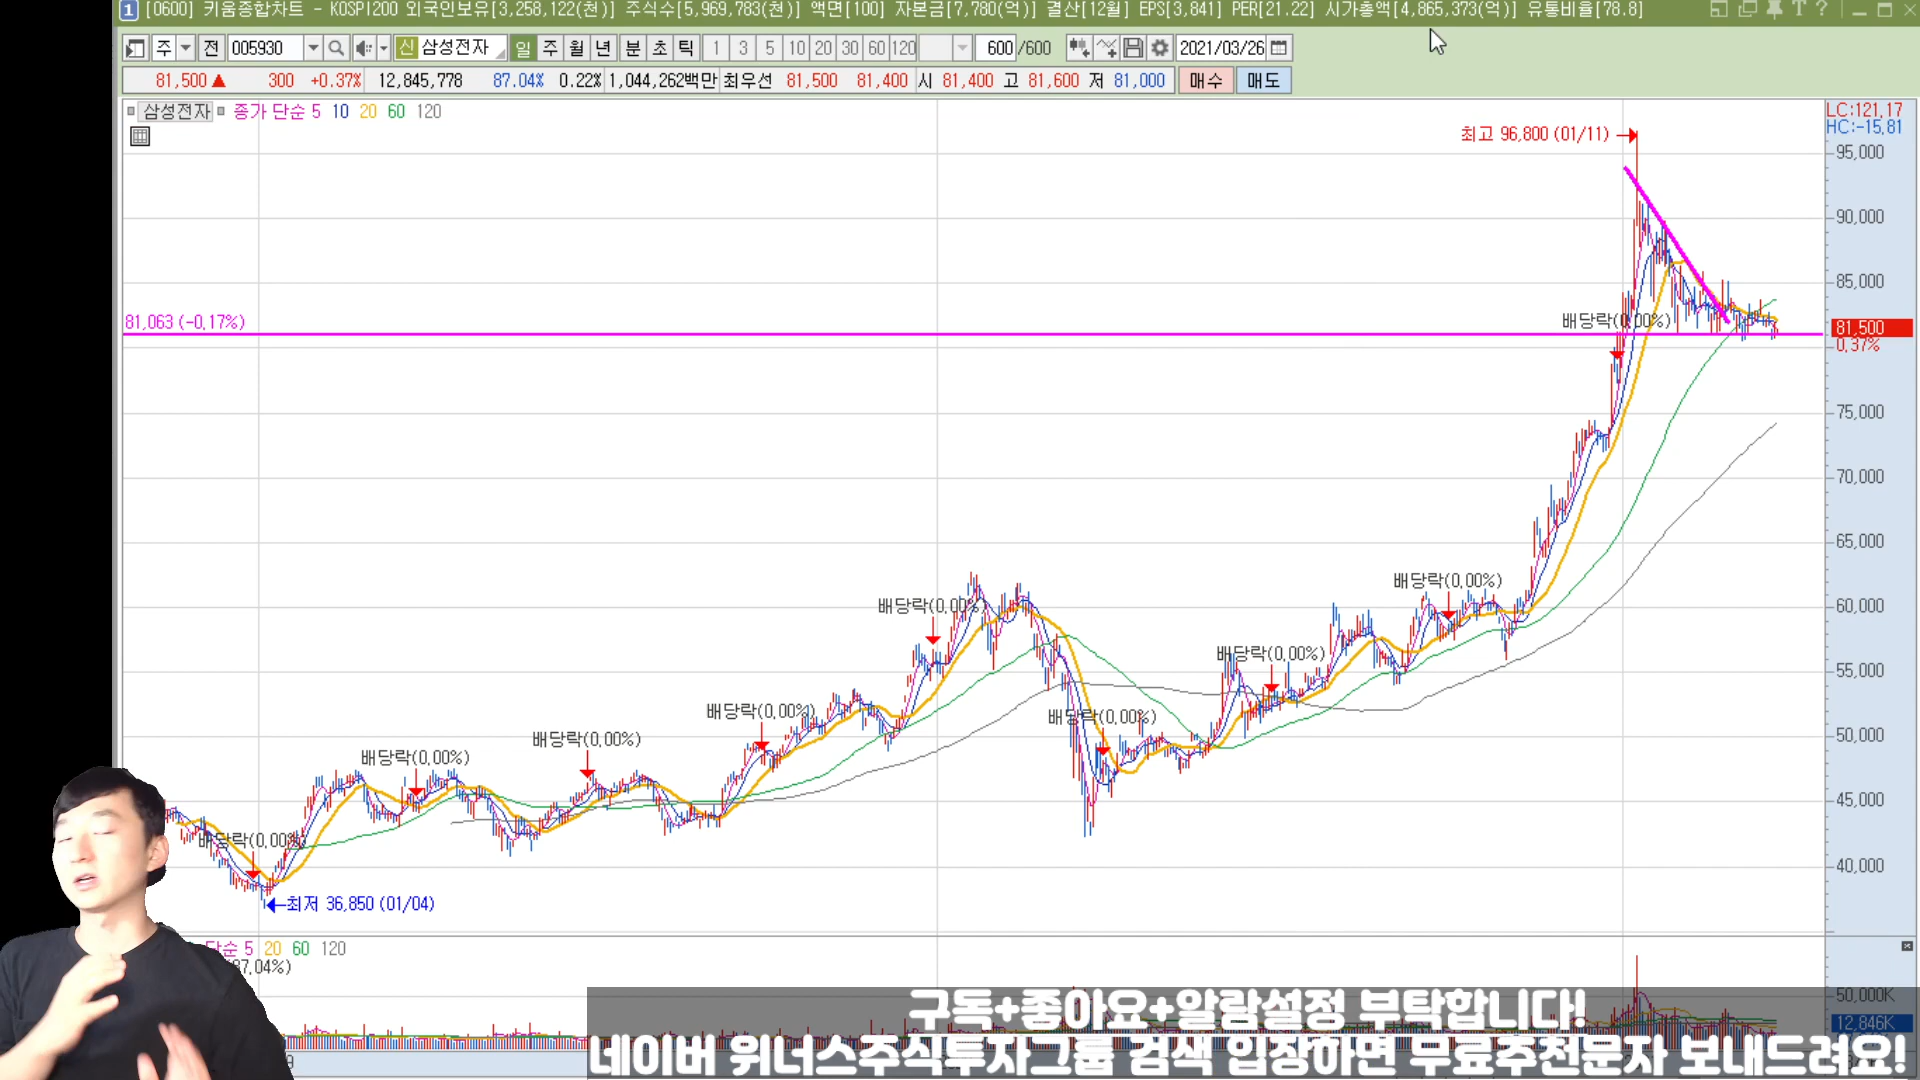 1 [0600] 키움종합차트 - KOSPI200 외국인보유[3,258,122(천)] 주식수[5,969,783(천)] 액면[100] 자본금[7,780(억)] 결산[12월] EPS[3,841] PER[21.22] 시가총액[4,865,373(억)] 유통비율[78.8]
주 전 005930 신 삼성전자 일 주 월 년 분 초 틱 1 3 5 10 20 30 60 120 600 /600 2021/03/26
81,500 ▲ 300 +0.37% 12,845,778 87.04% 0.22% 1,044,262백만 최우선 81,500 81,400 시 81,400 고 81,600 저 81,000 매수 매도
삼성전자 종가 단순 5 10 20 60 120
LC:121.17
HC:-15.81
최고 96,800 (01/11)
95,000
90,000
85,000
81,063 (-0.17%)
배당락(0.00%)
81,500
0.37%
75,000
70,000
65,000
배당락(0.00%)
배당락(0.00%)
60,000
배당락(0.00%)
55,000
배당락(0.00%)
배당락(0.00%)
배당락(0.00%)
50,000
배당락(0.00%)
45,000
배당락(0.00%)
40,000
←최저 36,850 (01/04)
단순 5 20 60 120
87.04%)
50,000K
12,846K
구독+좋아요+알람설정 부탁합니다!
네이버 위너스주식투자그룹 검색 입장하면 무료추천문자 보내드려요!